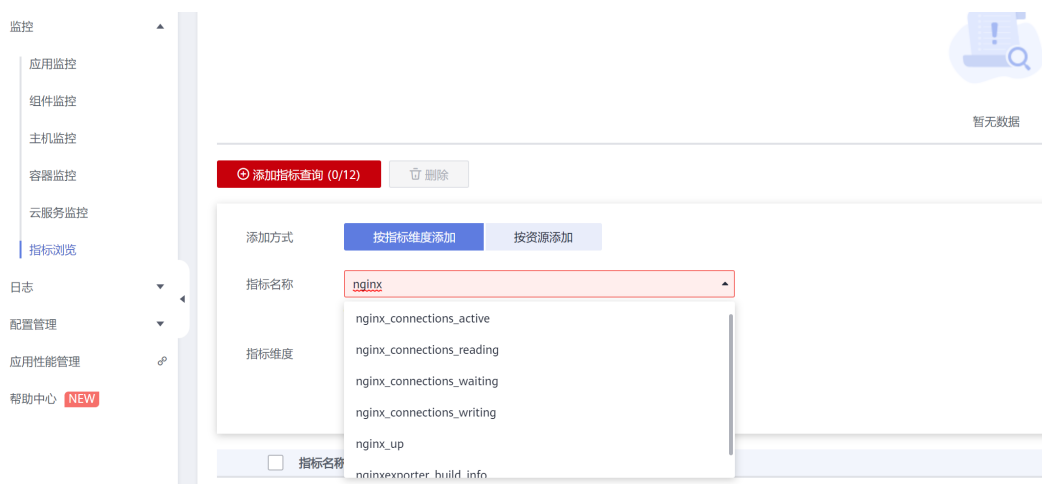 监控
应用监控
组件监控
主机监控
容器监控
云服务监控
指标浏览
日志
配置管理
应用性能管理
帮助中心 NEW
暂无数据
添加指标查询 (0/12) 删除
添加方式 按指标维度添加 按资源添加
指标名称 nginx
nginx_connections_active
nginx_connections_reading
指标维度
nginx_connections_waiting
nginx_connections_writing
nginx_up
指标名称
nginxexporter_build_info